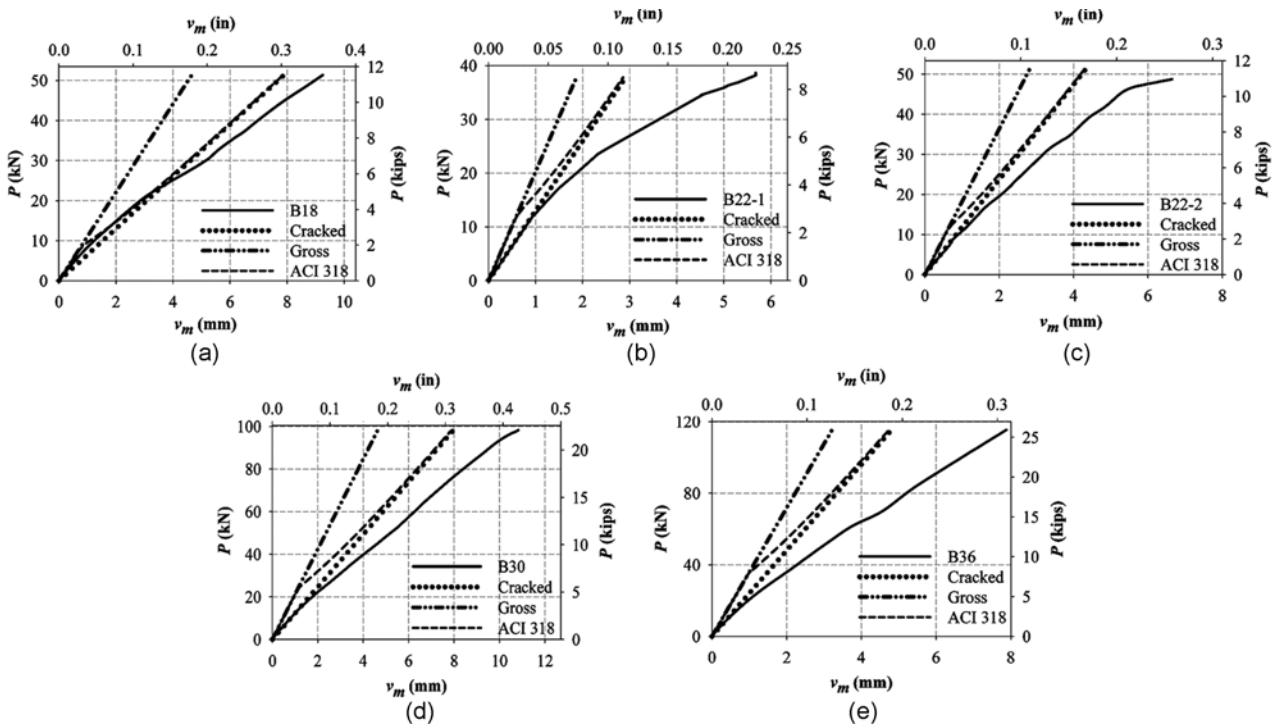 v_m (in)
0.0 0.1 0.2 0.3 0.4
P (kN)
50
40
30
20
10
0
B18
Cracked
Gross
ACI 318
12
10
8
6
4
2
0
P (kips)
0 2 4 6 8 10
v_m (mm)
(a)
v_m (in)
0.00 0.05 0.10 0.15 0.20 0.25
P (kN)
40
35
30
25
20
15
10
5
0
B22-1
Cracked
Gross
ACI 318
8
6
4
2
0
P (kips)
0 1 2 3 4 5 6
v_m (mm)
(b)
v_m (in)
0.0 0.1 0.2 0.3
P (kN)
50
40
30
20
10
0
B22-2
Cracked
Gross
ACI 318
12
10
8
6
4
2
0
P (kips)
0 2 4 6 8
v_m (mm)
(c)
v_m (in)
0.0 0.1 0.2 0.3 0.4 0.5
P (kN)
100
80
60
40
20
0
B30
Cracked
Gross
ACI 318
20
15
10
5
0
P (kips)
0 2 4 6 8 10 12
v_m (mm)
(d)
v_m (in)
0.0 0.1 0.2 0.3
P (kN)
120
80
40
0
B36
Cracked
Gross
ACI 318
25
20
15
10
5
0
P (kips)
0 2 4 6 8
v_m (mm)
(e)